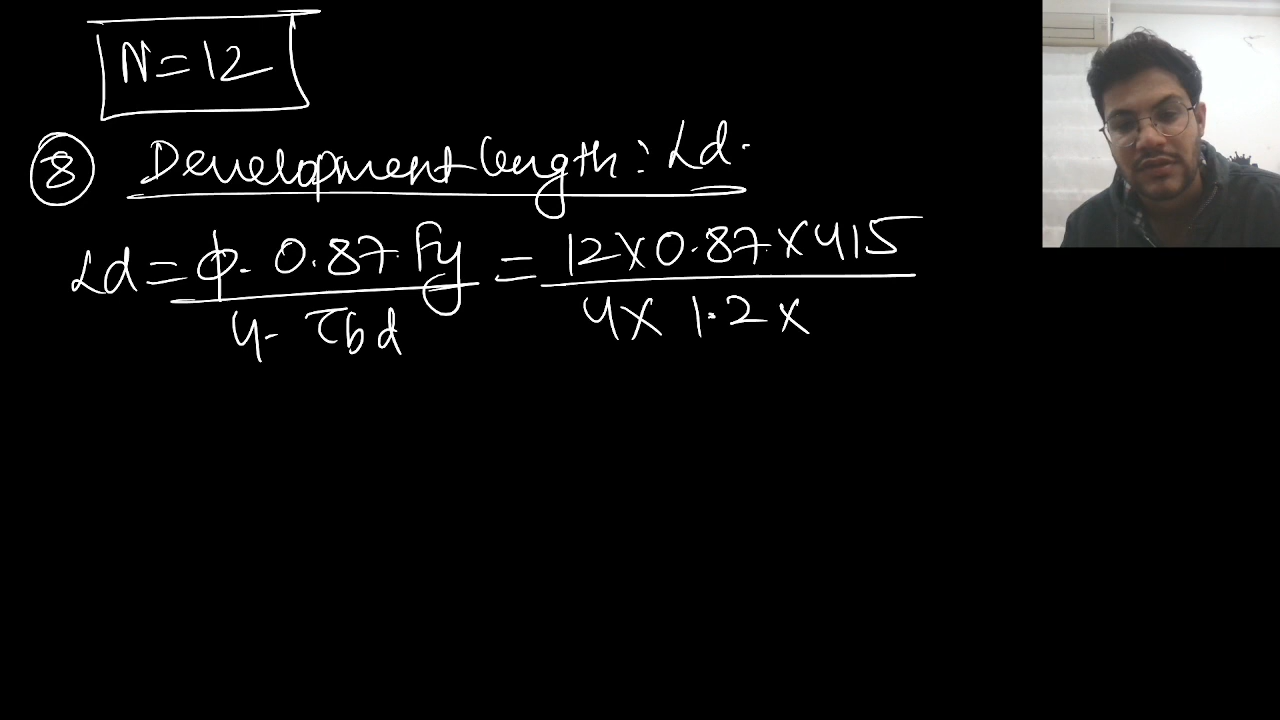 N=12
8 Development length: Ld.
Ld = ϕ. 0.87. Fy / 4. τbd = 12×0.87×415 / 4× 1.2×